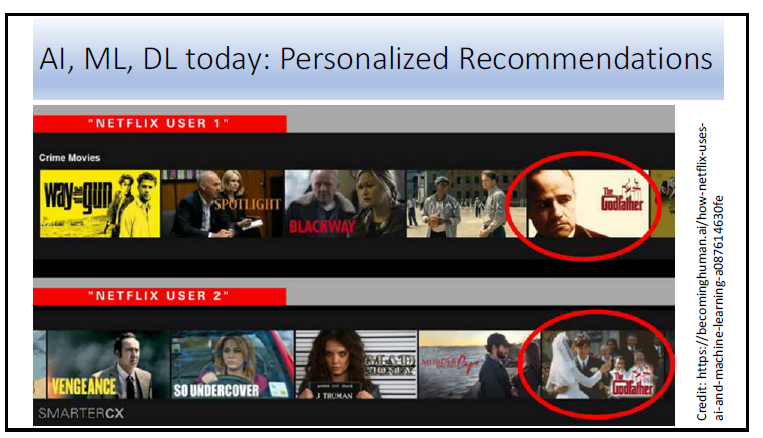 AI, ML, DL today: Personalized Recommendations
"NETFLIX USER 1"
Crime Movies
way of the gun
SPOTLIGHT
BLACKWAY
SHAWSHANK
The
Godfather
"NETFLIX USER 2"
VENGEANCE
SO UNDERCOVER
J TRUMAN
MURDER
The
Godfather
SMARTERCX
Credit: https://becominghuman.ai/how-netflix-uses-
ai-and-machine-learning-a087614630fe